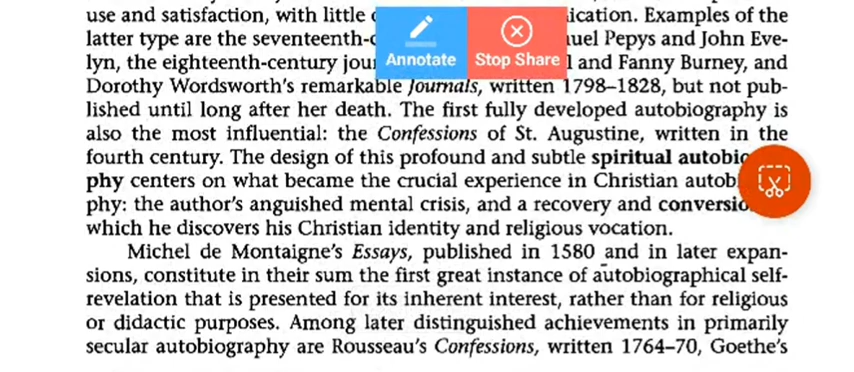 use and satisfaction, with little
ication. Examples of the
latter type are the seventeenth-
uel Pepys and John Eve-
lyn, the eighteenth-century
l and Fanny Burney, and
Annotate
Stop Share
Dorothy Wordsworth's remarkable Journals, written 1798–1828, but not pub-
lished until long after her death. The first fully developed autobiography is
also the most influential: the Confessions of St. Augustine, written in the
fourth century. The design of this profound and subtle spiritual
phy centers on what became the crucial experience in Christian
phy: the author's anguished mental crisis, and a recovery and
which he discovers his Christian identity and religious vocation.
Michel de Montaigne's Essays, published in 1580 and in later expan-
sions, constitute in their sum the first great instance of autobiographical self-
revelation that is presented for its inherent interest, rather than for religious
or didactic purposes. Among later distinguished achievements in primarily
secular autobiography are Rousseau's Confessions, written 1764–70, Goethe's